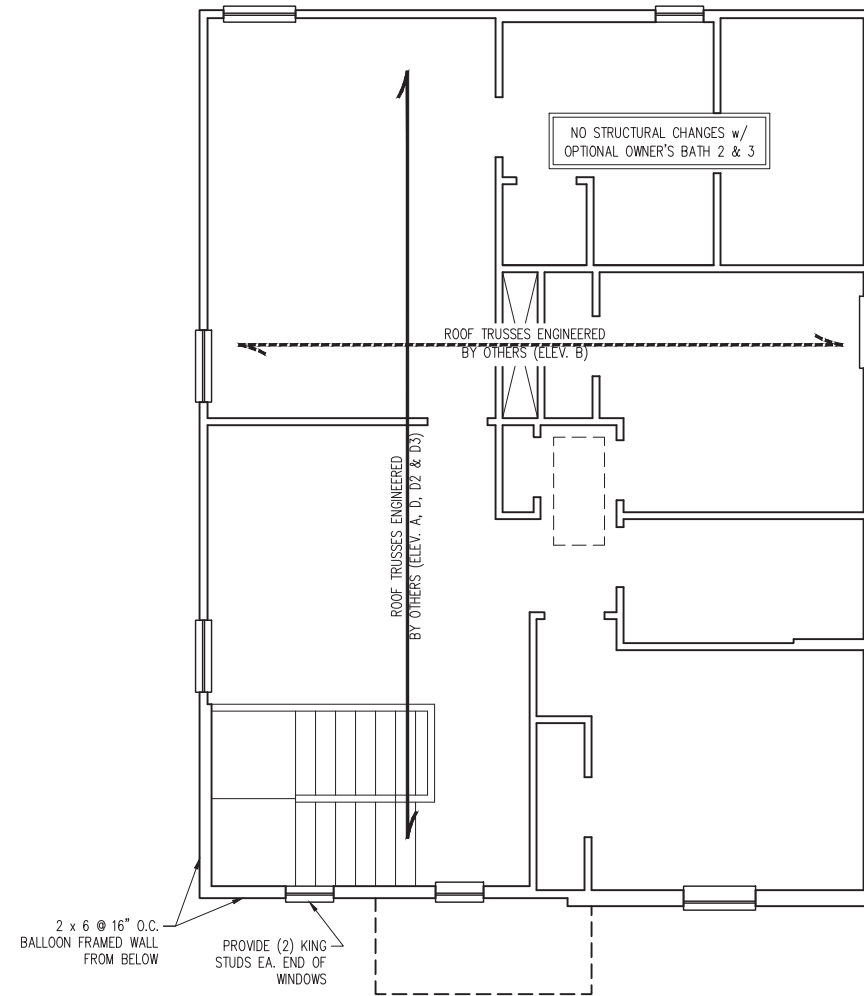 NO STRUCTURAL CHANGES w/
OPTIONAL OWNER'S BATH 2 & 3
ROOF TRUSSES ENGINEERED
BY OTHERS (ELEV. B)
ROOF TRUSSES ENGINEERED
BY OTHERS (ELEV. A, D, D2 & D3)
2 x 6 @ 16" O.C.
BALLOON FRAMED WALL
FROM BELOW
PROVIDE (2) KING
STUDS EA. END OF
WINDOWS